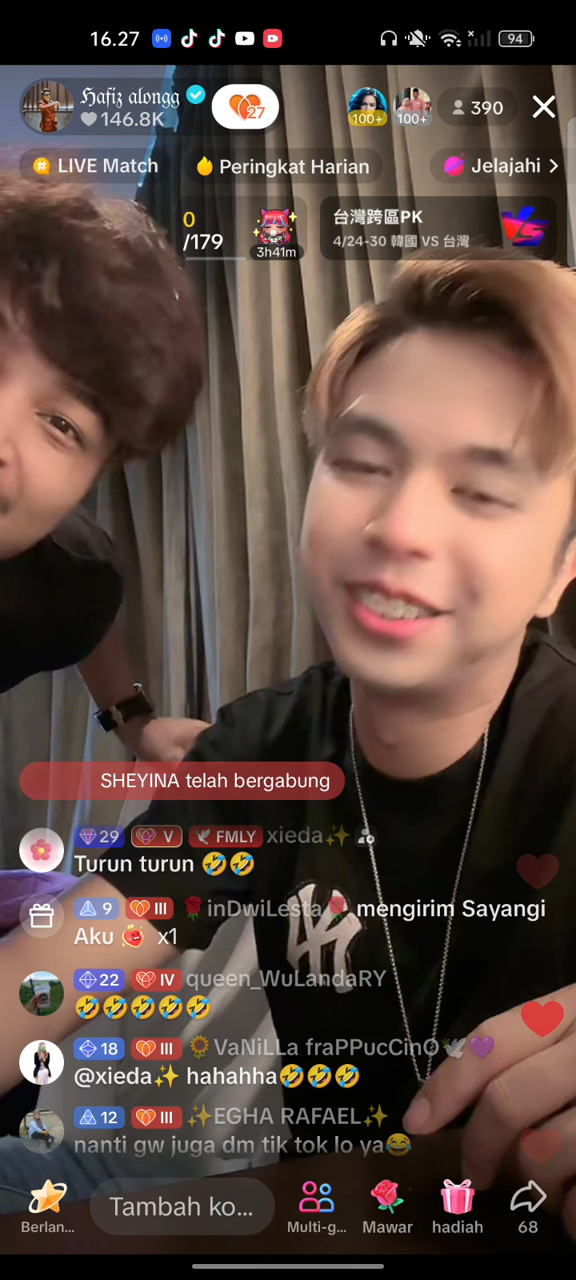 16.27
94
Hafiz alongg
146.8K
27
100+
100+
390
LIVE Match
Peringkat Harian
Jelajahi
0
/179
3h41m
台灣跨區PK
4/24-30 韓國 VS 台灣
VS
SHEYINA telah bergabung
29 V FMLY xieda✨
Turun turun 🤣🤣
9 III 🌹inDwiLesta🌹 mengirim Sayangi
Aku x1
22 IV queen_WuLandaRY
🤣🤣🤣🤣🤣
18 III 🌻VaNiLLa fraPPucCinO🕊💜
@xieda✨ hahahha🤣🤣🤣
12 III ✨EGHA RAFAEL✨
nanti gw juga dm tik tok lo ya😂
NY
Berlan...
Tambah ko...
Multi-g...
Mawar
hadiah
68